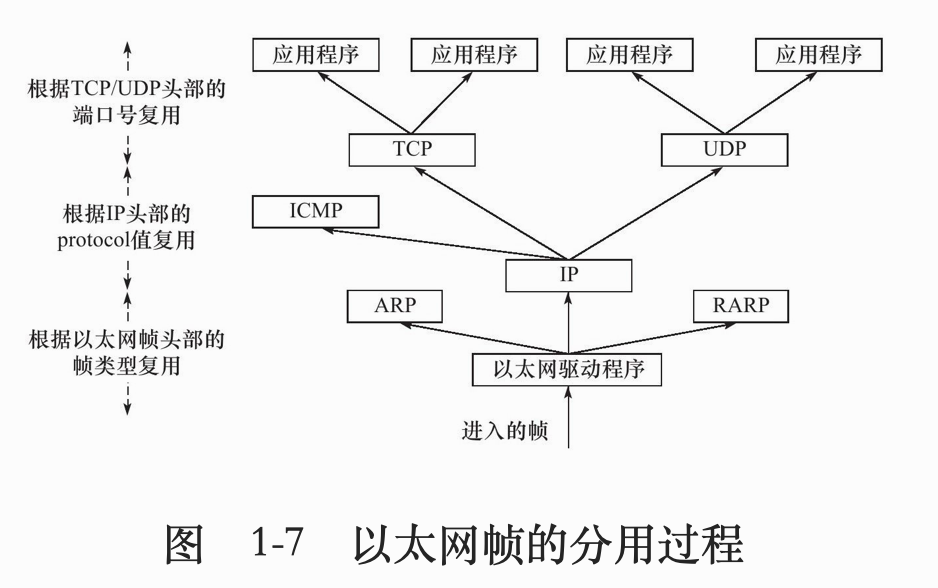 应用程序 应用程序 应用程序 应用程序
根据TCP/UDP头部的
端口号复用
TCP UDP
根据IP头部的
protocol值复用
ICMP
IP
ARP RARP
根据以太网帧头部的
帧类型复用
以太网驱动程序
进入的帧
图 1-7 以太网帧的分用过程